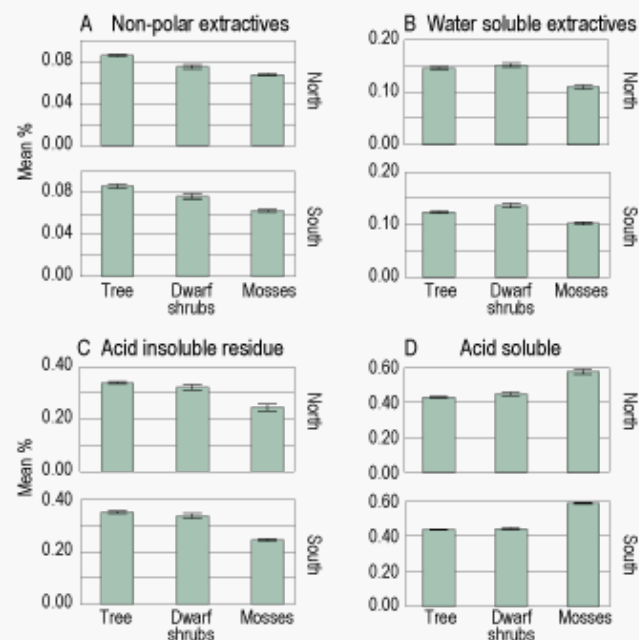 A Non-polar extractives
0.08
0.04
0.00
North
Mean %
0.08
0.04
0.00
South
Tree Dwarf shrubs Mosses
B Water soluble extractives
0.20
0.10
0.00
North
0.20
0.10
0.00
South
Tree Dwarf shrubs Mosses
C Acid insoluble residue
0.40
0.20
0.00
North
Mean %
0.40
0.20
0.00
South
Tree Dwarf shrubs Mosses
D Acid soluble
0.60
0.40
0.20
0.00
North
0.60
0.40
0.20
0.00
South
Tree Dwarf shrubs Mosses